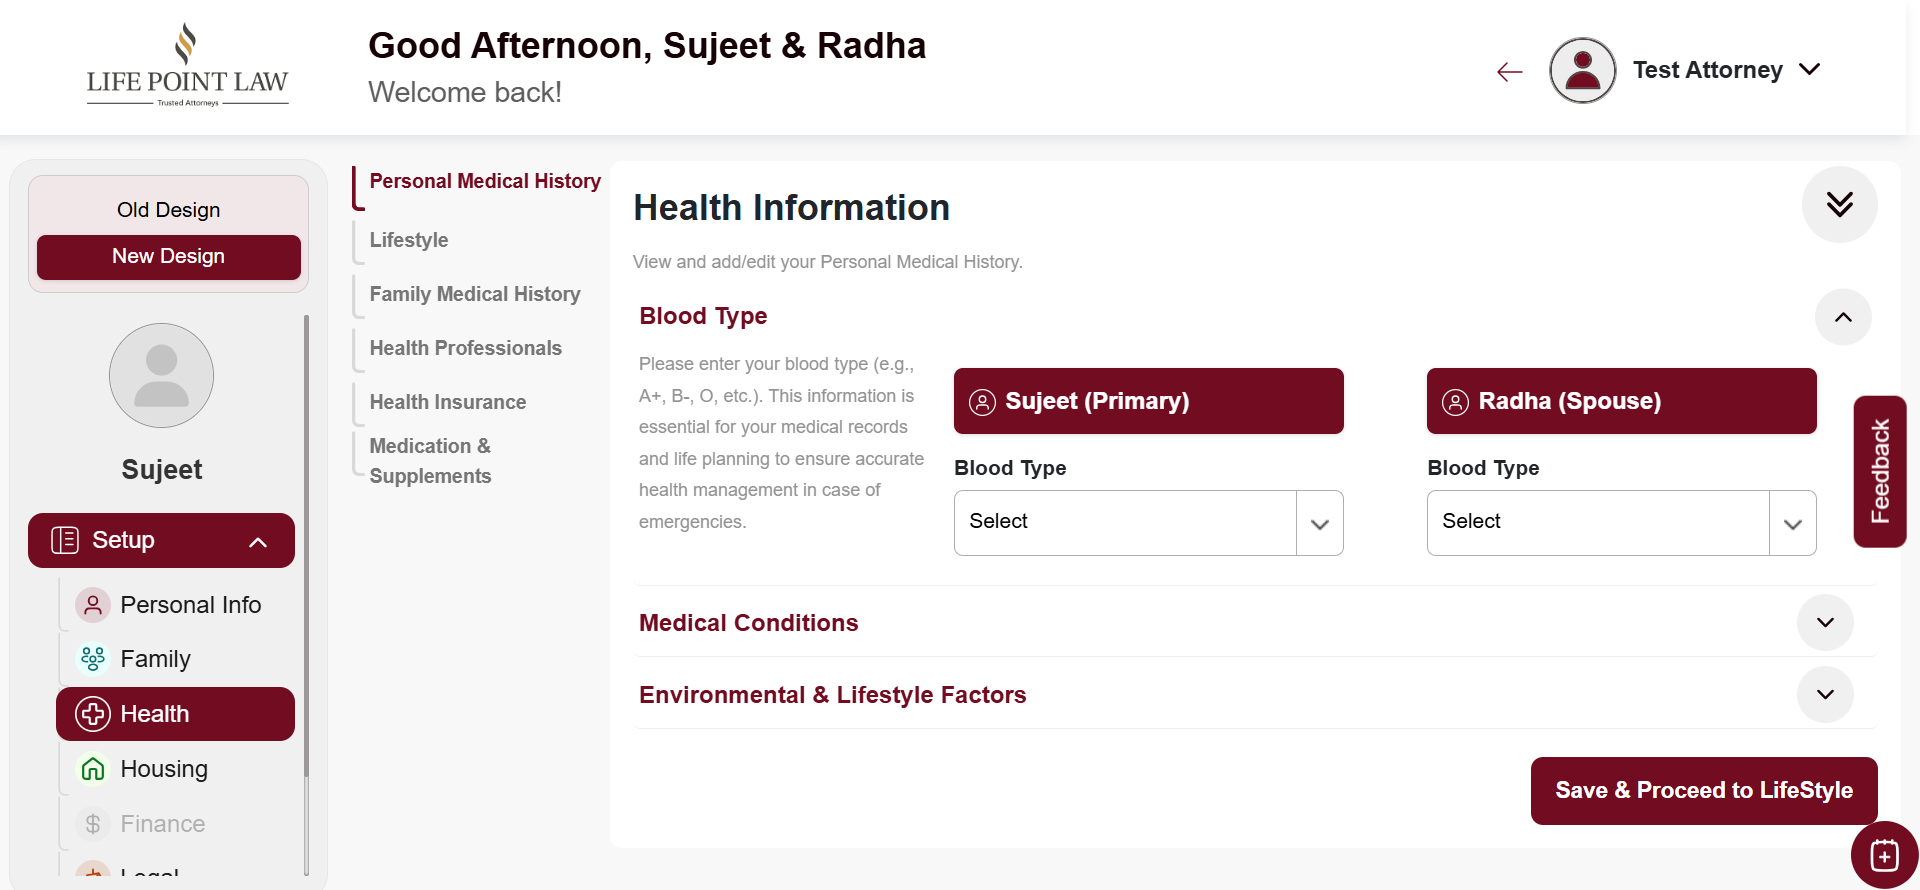 LIFE POINT LAW
Trusted Attorneys
Good Afternoon, Sujeet & Radha
Welcome back!
Test Attorney
Old Design
New Design
Sujeet
Setup
Personal Info
Family
Health
Housing
Finance
Legal
Personal Medical History
Lifestyle
Family Medical History
Health Professionals
Health Insurance
Medication &
Supplements
Health Information
View and add/edit your Personal Medical History.
Blood Type
Please enter your blood type (e.g.,
A+, B-, O, etc.). This information is
essential for your medical records
and life planning to ensure accurate
health management in case of
emergencies.
Sujeet (Primary)
Blood Type
Select
Radha (Spouse)
Blood Type
Select
Medical Conditions
Environmental & Lifestyle Factors
Save & Proceed to LifeStyle
Feedback